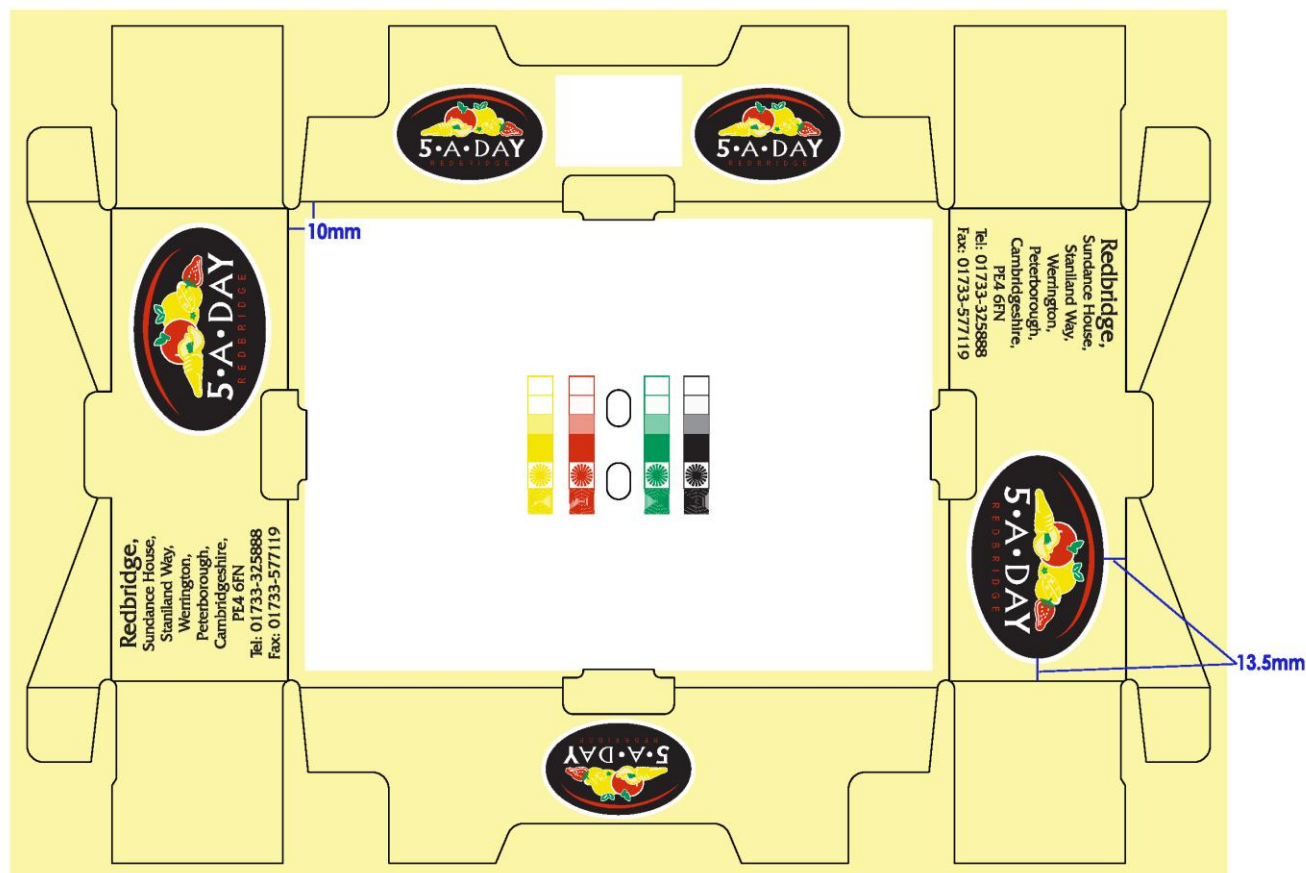 5•A•DAY
REDBRIDGE
5•A•DAY
REDBRIDGE
10mm
5•A•DAY
REDBRIDGE
Redbridge,
Sundance House,
Staniland Way,
Werrington,
Peterborough,
Cambridgeshire,
PE4 6FN
Tel: 01733-325888
Fax: 01733-577119
Redbridge,
Sundance House,
Staniland Way,
Werrington,
Peterborough,
Cambridgeshire,
PE4 6FN
Tel: 01733-325888
Fax: 01733-577119
5•A•DAY
REDBRIDGE
13.5mm
5•A•DAY
REDBRIDGE